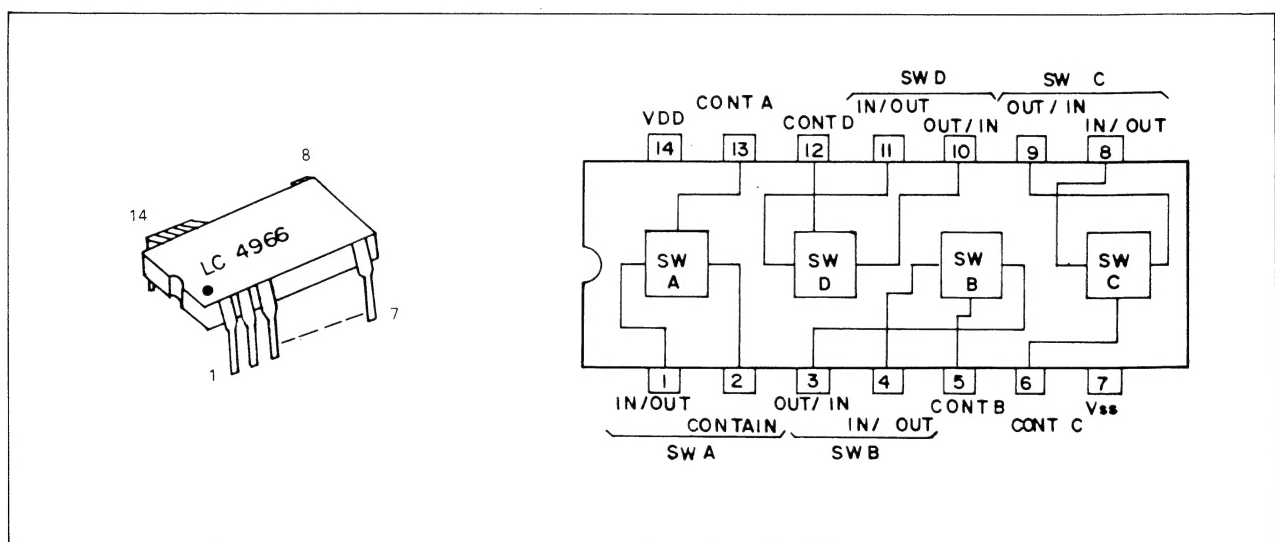 8
14
LC 4966
7
1
SW D
SW C
CONT A
IN/OUT
OUT/IN
VDD
CONT D
OUT/IN
IN/OUT
14 13 12 11 10 9 8
SW A
SW D
SW B
SW C
1 2 3 4 5 6 7
IN/OUT
OUT/IN
CONT B
Vss
CONTAIN
IN/ OUT
CONT C
SW A
SW B